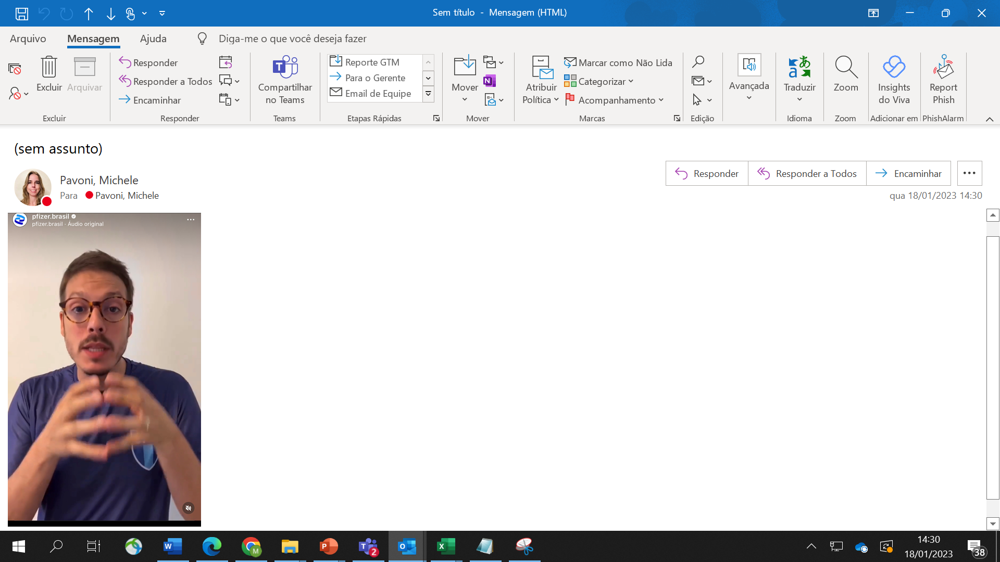 Sem título - Mensagem (HTML)
Arquivo Mensagem Ajuda Diga-me o que você deseja fazer
Excluir
Arquivar
Excluir
Responder
Responder a Todos
Encaminhar
Responder
Compartilhar
no Teams
Teams
Reporte GTM
Para o Gerente
Email de Equipe
Etapas Rápidas
Mover
Mover
Atribuir
Política
Marcar como Não Lida
Categorizar
Acompanhamento
Marcas
Edição
Avançada
Traduzir
Idioma
Zoom
Zoom
Insights
do Viva
Adicionar em
Report
Phish
PhishAlarm
(sem assunto)
Pavoni, Michele
Para Pavoni, Michele
Responder
Responder a Todos
Encaminhar
qua 18/01/2023 14:30
pfizer.brasil
pfizer.brasil · Áudio original
14:30
18/01/2023
38
2